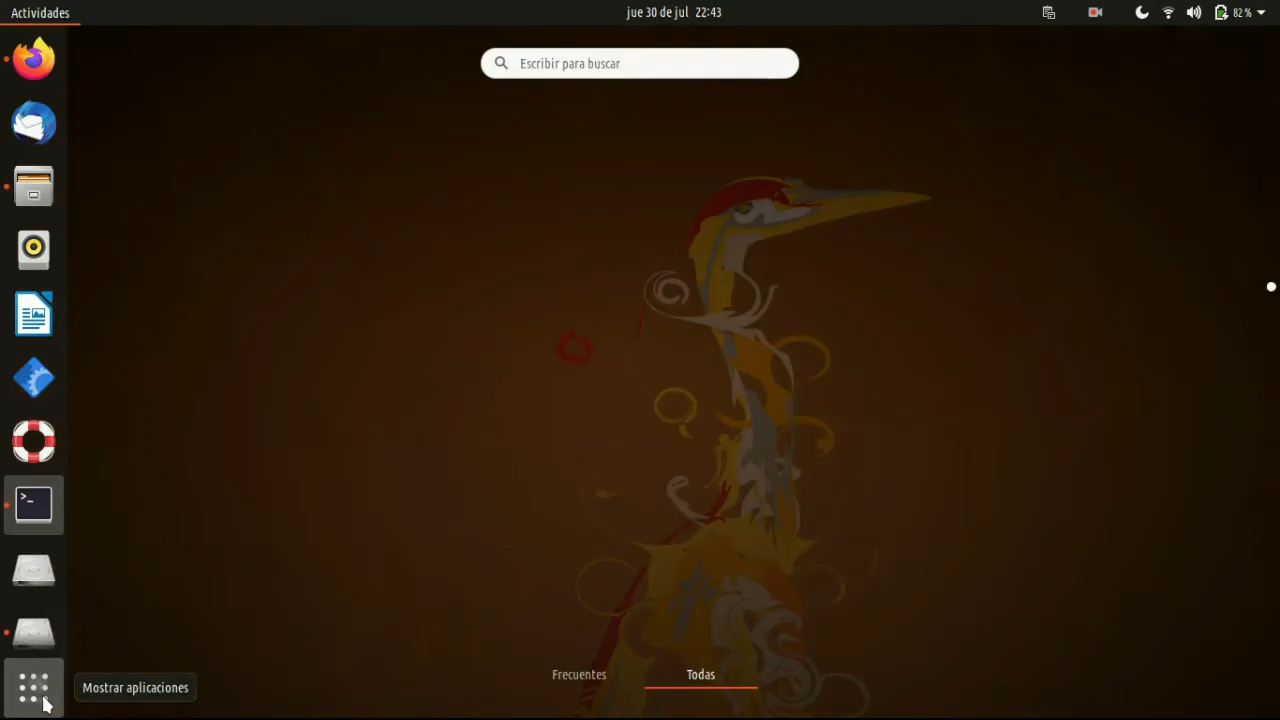 Actividades
jue 30 de jul 22:43
82 %
Escribir para buscar
>_
Frecuentes
Todas
Mostrar aplicaciones